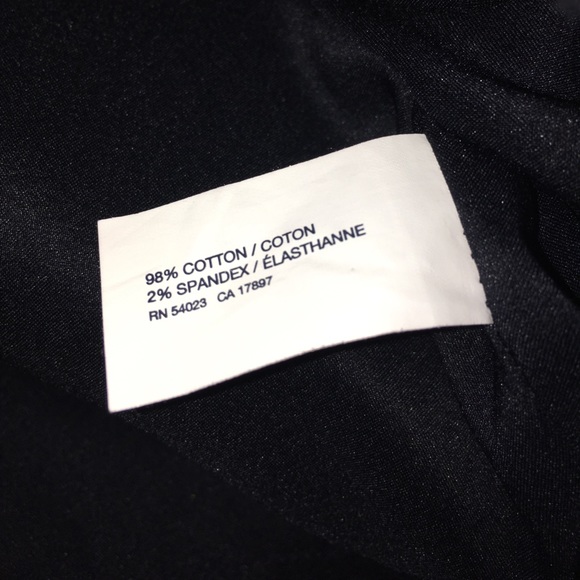 98% COTTON / COTON
2% SPANDEX / ÉLASTHANNE
RN 54023 CA 17897